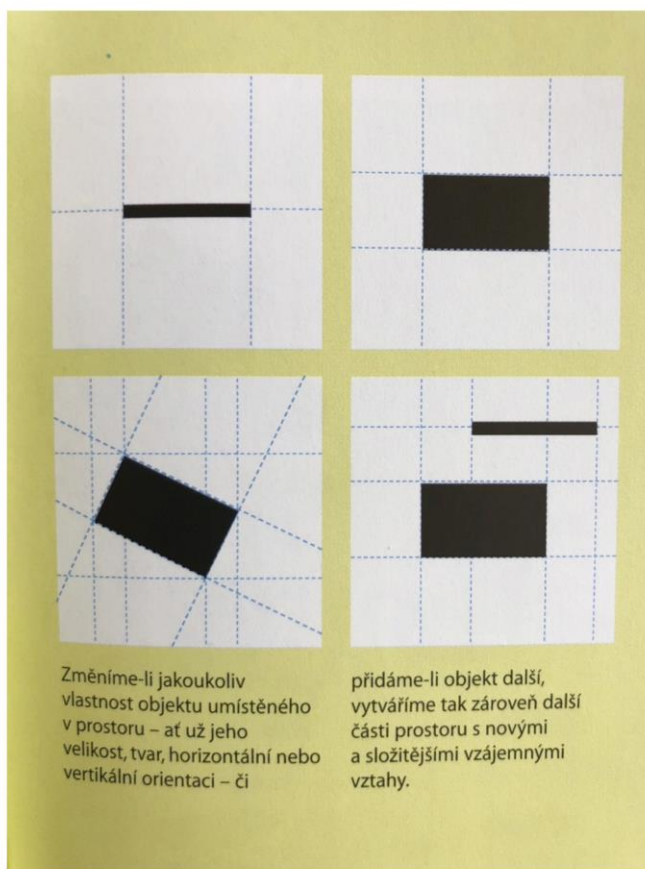 Změníme-li jakoukoliv
vlastnost objektu umístěného
v prostoru – ať už jeho
velikost, tvar, horizontální nebo
vertikální orientaci – či
přidáme-li objekt další,
vytváříme tak zároveň další
části prostoru s novými
a složitějšími vzájemnými
vztahy.